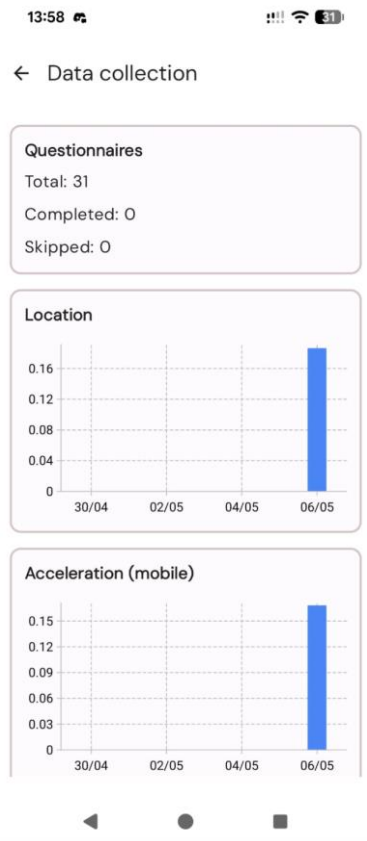 13:58
31
Data collection
Questionnaires
Total: 31
Completed: 0
Skipped: 0
Location
0.16
0.12
0.08
0.04
0
30/04 02/05 04/05 06/05
Acceleration (mobile)
0.15
0.12
0.09
0.06
0.03
0
30/04 02/05 04/05 06/05